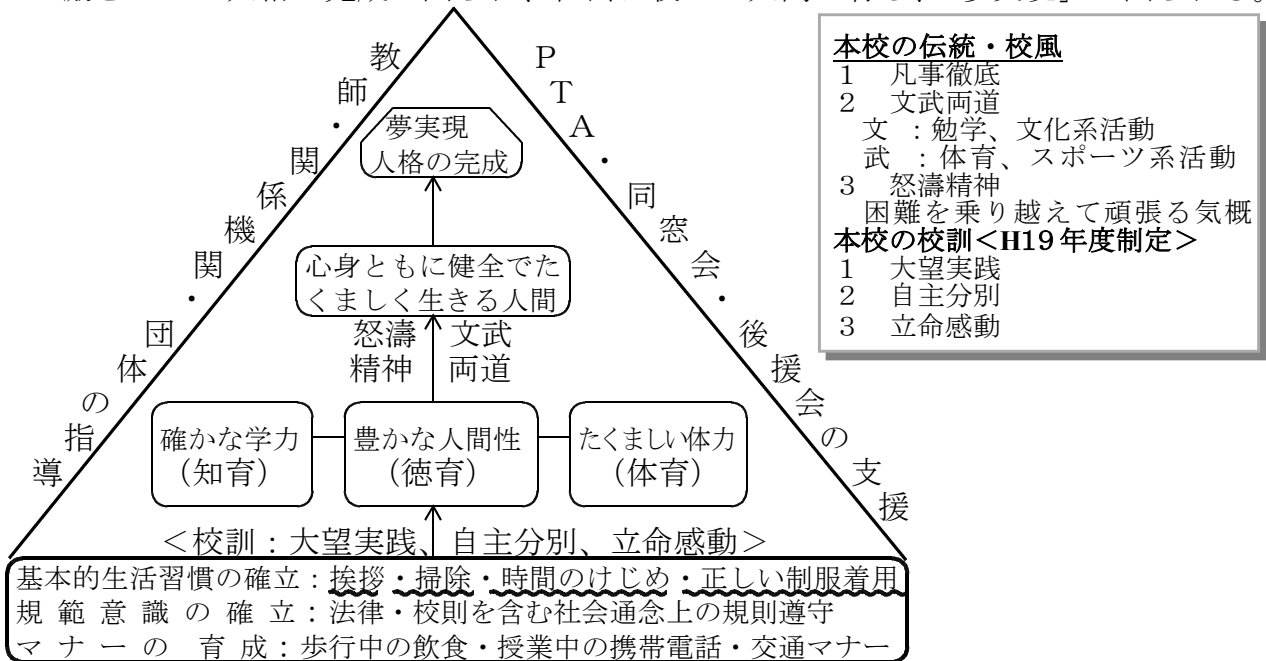 教師・関係機関・関係団体の指導
PTA・同窓会・後援会の支援
夢実現
人格の完成
心身ともに健全でた
くましく生きる人間
怒濤 文武
精神 両道
確かな学力
(知育)
豊かな人間性
(徳育)
たくましい体力
(体育)
＜校訓：大望実践、自主分別、立命感動＞
基本的生活習慣の確立：挨拶・掃除・時間のけじめ・正しい制服着用
規範意識の確立：法律・校則を含む社会通念上の規則遵守
マナーの育成：歩行中の飲食・授業中の携帯電話・交通マナー
本校の伝統・校風
1 凡事徹底
2 文武両道
文 ：勉学、文化系活動
武 ：体育、スポーツ系活動
3 怒濤精神
困難を乗り越えて頑張る気概
本校の校訓＜H19年度制定＞
1 大望実践
2 自主分別
3 立命感動